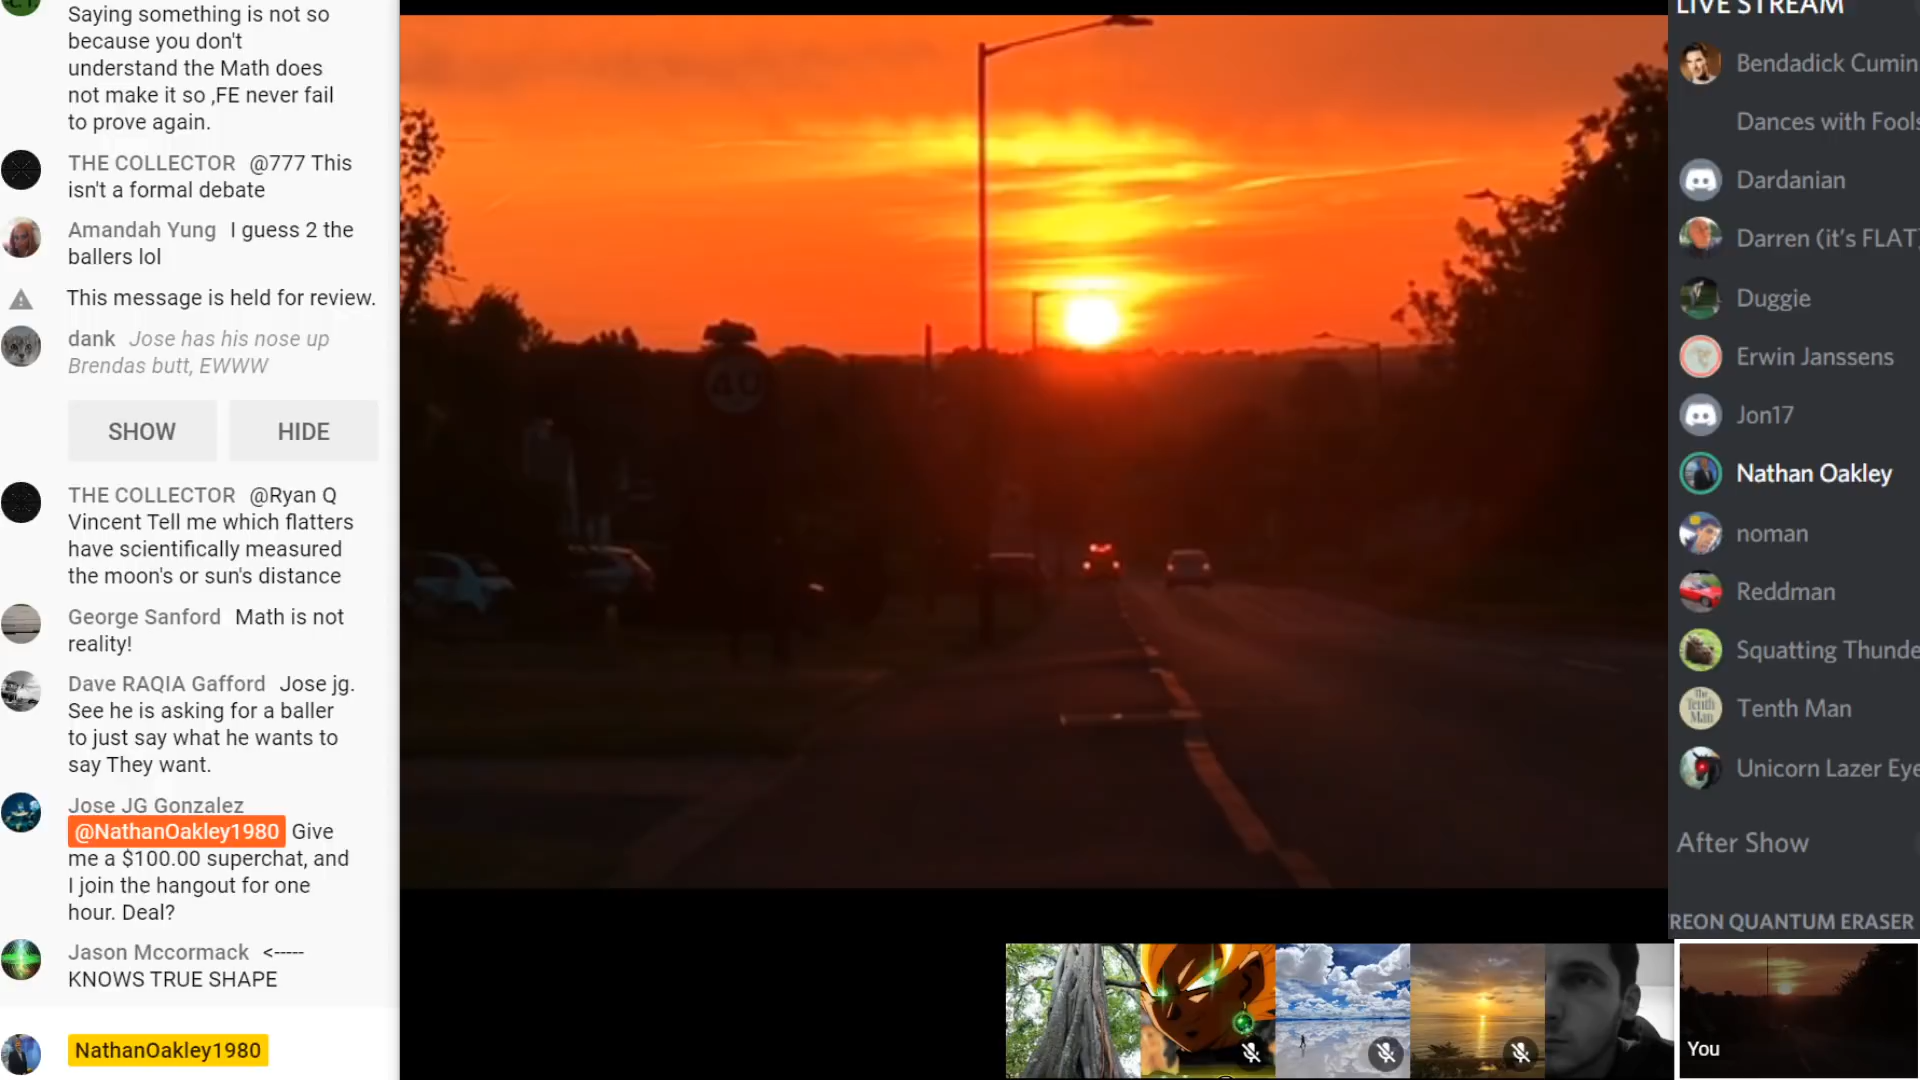 Saying something is not so
because you don't
understand the Math does
not make it so ,FE never fail
to prove again.
THE COLLECTOR @777 This
isn't a formal debate
Amandah Yung I guess 2 the
ballers lol
This message is held for review.
dank Jose has his nose up
Brendas butt, EWWW
SHOW HIDE
THE COLLECTOR @Ryan Q
Vincent Tell me which flatters
have scientifically measured
the moon's or sun's distance
George Sanford Math is not
reality!
Dave RAQIA Gafford Jose jg.
See he is asking for a baller
to just say what he wants to
say They want.
Jose JG Gonzalez
@NathanOakley1980 Give
me a $100.00 superchat, and
I join the hangout for one
hour. Deal?
Jason Mccormack <-----
KNOWS TRUE SHAPE
NathanOakley1980
40
LIVE STREAM
Bendadick Cumin
Dances with Fools
Dardanian
Darren (it's FLAT)
Duggie
Erwin Janssens
Jon17
Nathan Oakley
noman
Reddman
Squatting Thunde
The Tenth Man
Tenth Man
Unicorn Lazer Eye
After Show
REON QUANTUM ERASER
You